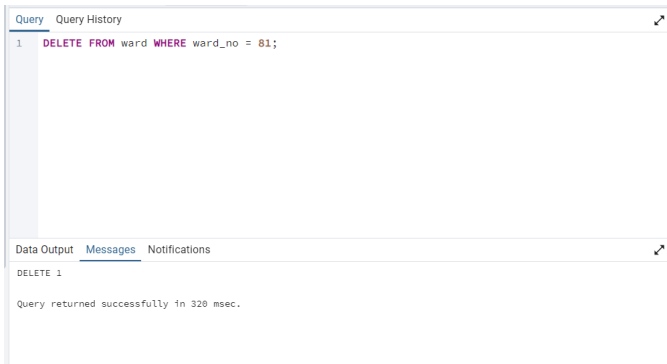 Query Query History
1 DELETE FROM ward WHERE ward_no = 81;
Data Output Messages Notifications
DELETE 1
Query returned successfully in 320 msec.